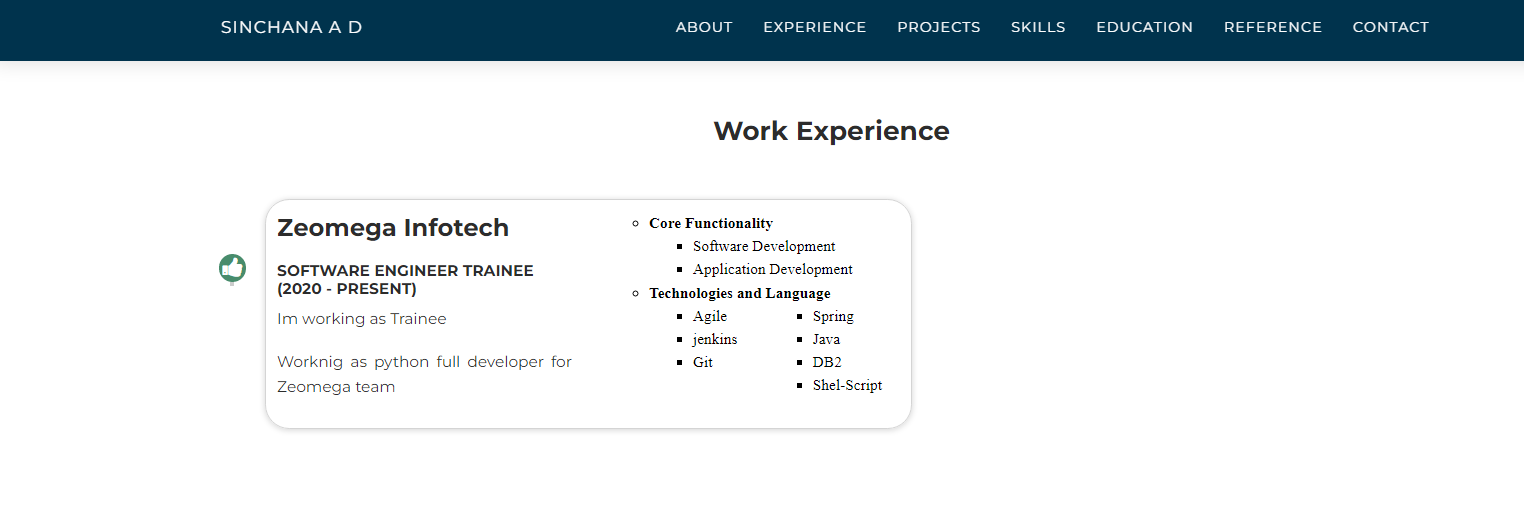 SINCHANA A D
ABOUT EXPERIENCE PROJECTS SKILLS EDUCATION REFERENCE CONTACT
Work Experience
Zeomega Infotech
SOFTWARE ENGINEER TRAINEE
(2020 - PRESENT)
Im working as Trainee
Worknig as python full developer for
Zeomega team
Core Functionality
Software Development
Application Development
Technologies and Language
Agile
jenkins
Git
Spring
Java
DB2
Shel-Script